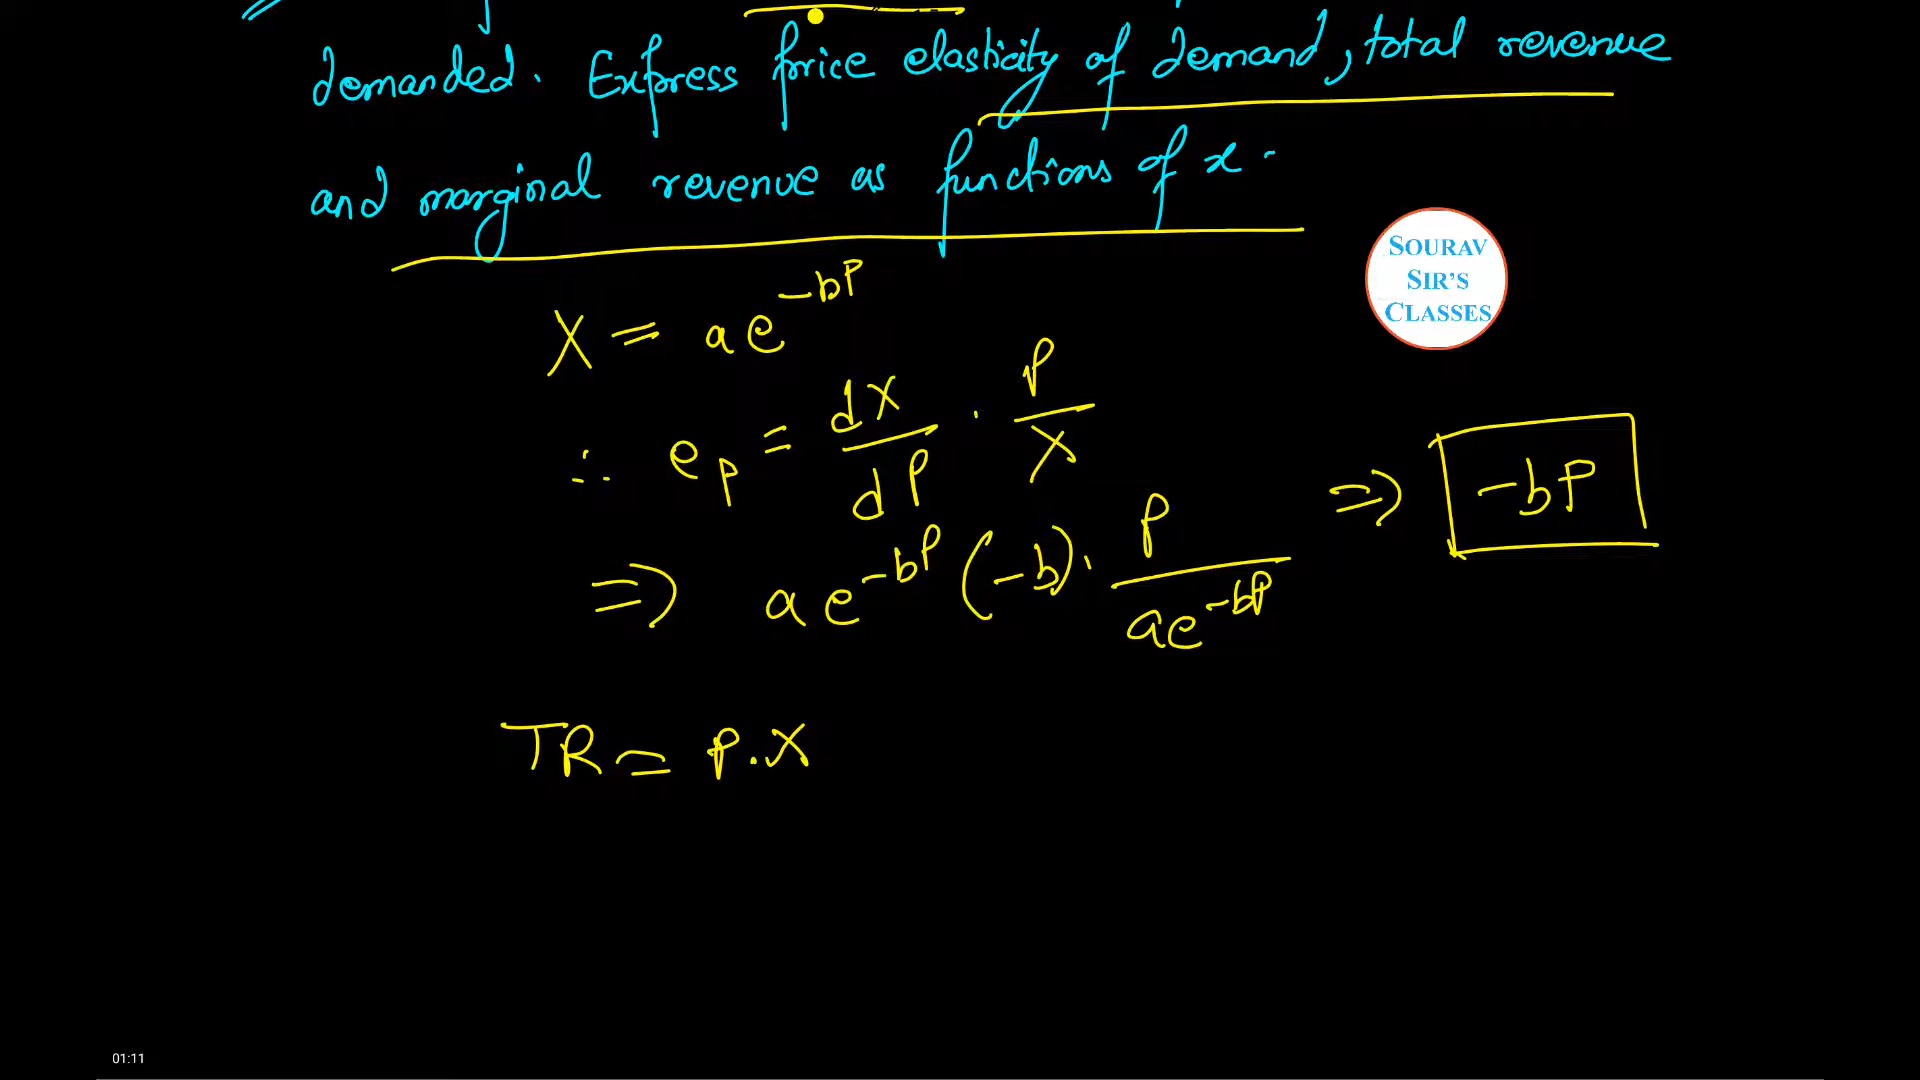 demanded. Express price elasticity of demand, total revenue
and marginal revenue as functions of x.
SOURAV
SIR'S
CLASSES
X = ae^{-bP}
∴ e_p = dX/dP · P/X
⇒ ae^{-bP} (-b) · P/ae^{-bP} ⇒ -bP
TR = P.X
01:11